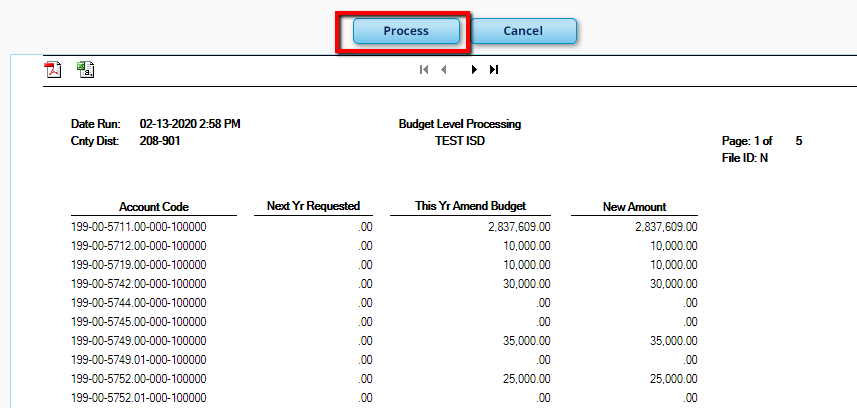 Process Cancel
Date Run: 02-13-2020 2:58 PM Budget Level Processing
Cnty Dist: 208-901 TEST ISD Page: 1 of 5
File ID: N
Account Code Next Yr Requested This Yr Amend Budget New Amount
199-00-5711.00-000-100000 .00 2,837,609.00 2,837,609.00
199-00-5712.00-000-100000 .00 10,000.00 10,000.00
199-00-5719.00-000-100000 .00 10,000.00 10,000.00
199-00-5742.00-000-100000 .00 30,000.00 30,000.00
199-00-5744.00-000-100000 .00 .00 .00
199-00-5745.00-000-100000 .00 .00 .00
199-00-5749.00-000-100000 .00 35,000.00 35,000.00
199-00-5749.01-000-100000 .00 .00 .00
199-00-5752.00-000-100000 .00 25,000.00 25,000.00
199-00-5752.01-000-100000 .00 .00 .00